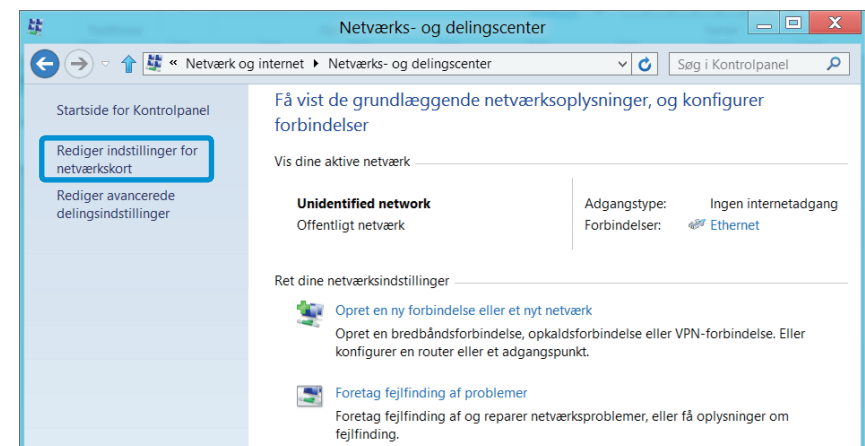 Netværks- og delingscenter
« Netværk og internet Netværks- og delingscenter
Søg i Kontrolpanel
Startside for Kontrolpanel
Rediger indstillinger for
netværkskort
Rediger avancerede
delingsindstillinger
Få vist de grundlæggende netværksoplysninger, og konfigurer
forbindelser
Vis dine aktive netværk
Unidentified network
Offentligt netværk
Adgangstype: Ingen internetadgang
Forbindelser: Ethernet
Ret dine netværksindstillinger
Opret en ny forbindelse eller et nyt netværk
Opret en bredbåndsforbindelse, opkaldsforbindelse eller VPN-forbindelse. Eller
konfigurer en router eller et adgangspunkt.
Foretag fejlfinding af problemer
Foretag fejlfinding af og reparer netværksproblemer, eller få oplysninger om
fejlfinding.